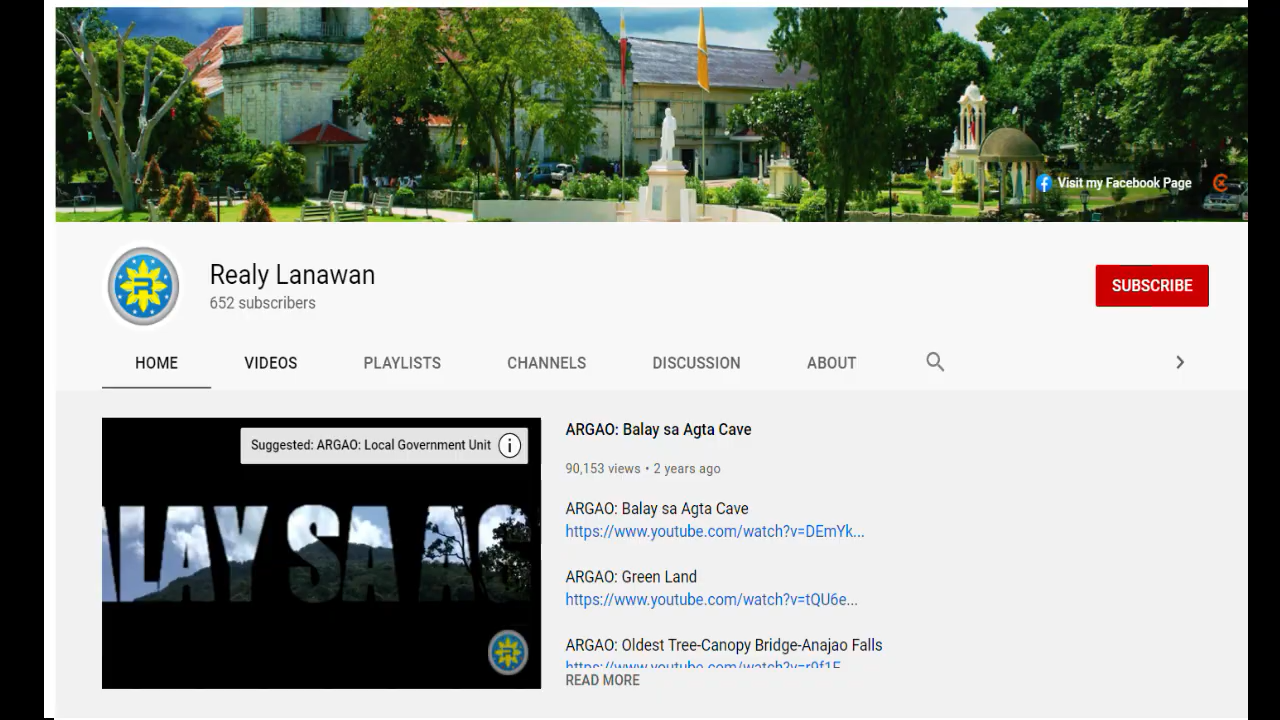 Visit my Facebook Page
Realy Lanawan
652 subscribers
SUBSCRIBE
HOME VIDEOS PLAYLISTS CHANNELS DISCUSSION ABOUT
Suggested: ARGAO: Local Government Unit
ALAY SA AG
R
ARGAO: Balay sa Agta Cave
90,153 views • 2 years ago
ARGAO: Balay sa Agta Cave
https://www.youtube.com/watch?v=DEmYk...
ARGAO: Green Land
https://www.youtube.com/watch?v=tQU6e...
ARGAO: Oldest Tree-Canopy Bridge-Anajao Falls
READ MORE